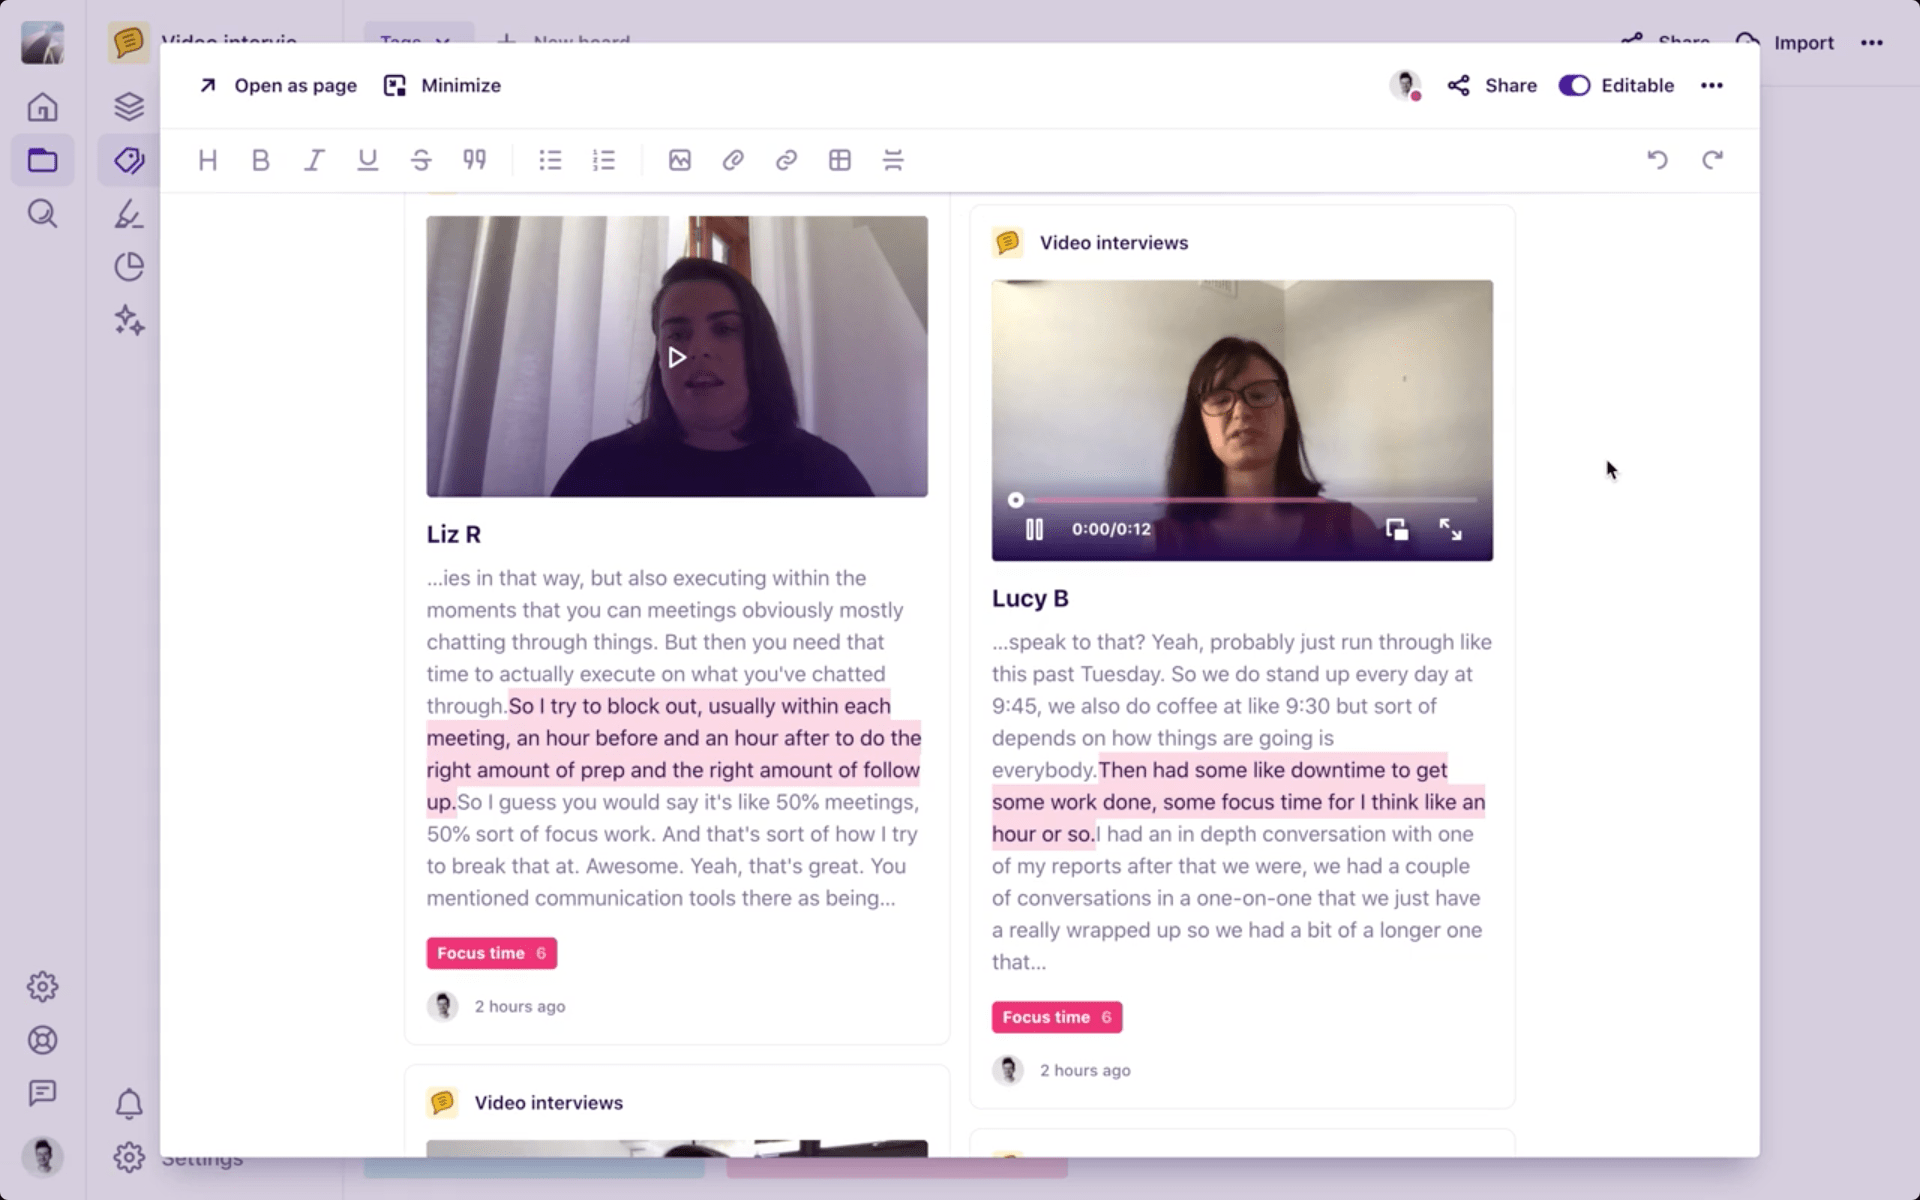 Video intervie
Tags
New board
Share
Import
Open as page
Minimize
Share
Editable
H B I U S
Liz R
...ies in that way, but also executing within the
moments that you can meetings obviously mostly
chatting through things. But then you need that
time to actually execute on what you've chatted
through.So I try to block out, usually within each
meeting, an hour before and an hour after to do the
right amount of prep and the right amount of follow
up.So I guess you would say it's like 50% meetings,
50% sort of focus work. And that's sort of how I try
to break that at. Awesome. Yeah, that's great. You
mentioned communication tools there as being...
Focus time 6
2 hours ago
Video interviews
Video interviews
0:00/0:12
Lucy B
...speak to that? Yeah, probably just run through like
this past Tuesday. So we do stand up every day at
9:45, we also do coffee at like 9:30 but sort of
depends on how things are going is
everybody.Then had some like downtime to get
some work done, some focus time for I think like an
hour or so.I had an in depth conversation with one
of my reports after that we were, we had a couple
of conversations in a one-on-one that we just have
a really wrapped up so we had a bit of a longer one
that...
Focus time 6
2 hours ago
Settings